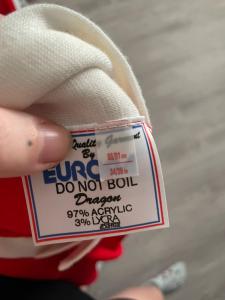 Quality Garment
By
EURO
DO NOT BOIL
Dragon
97% ACRYLIC
3% LYCRA